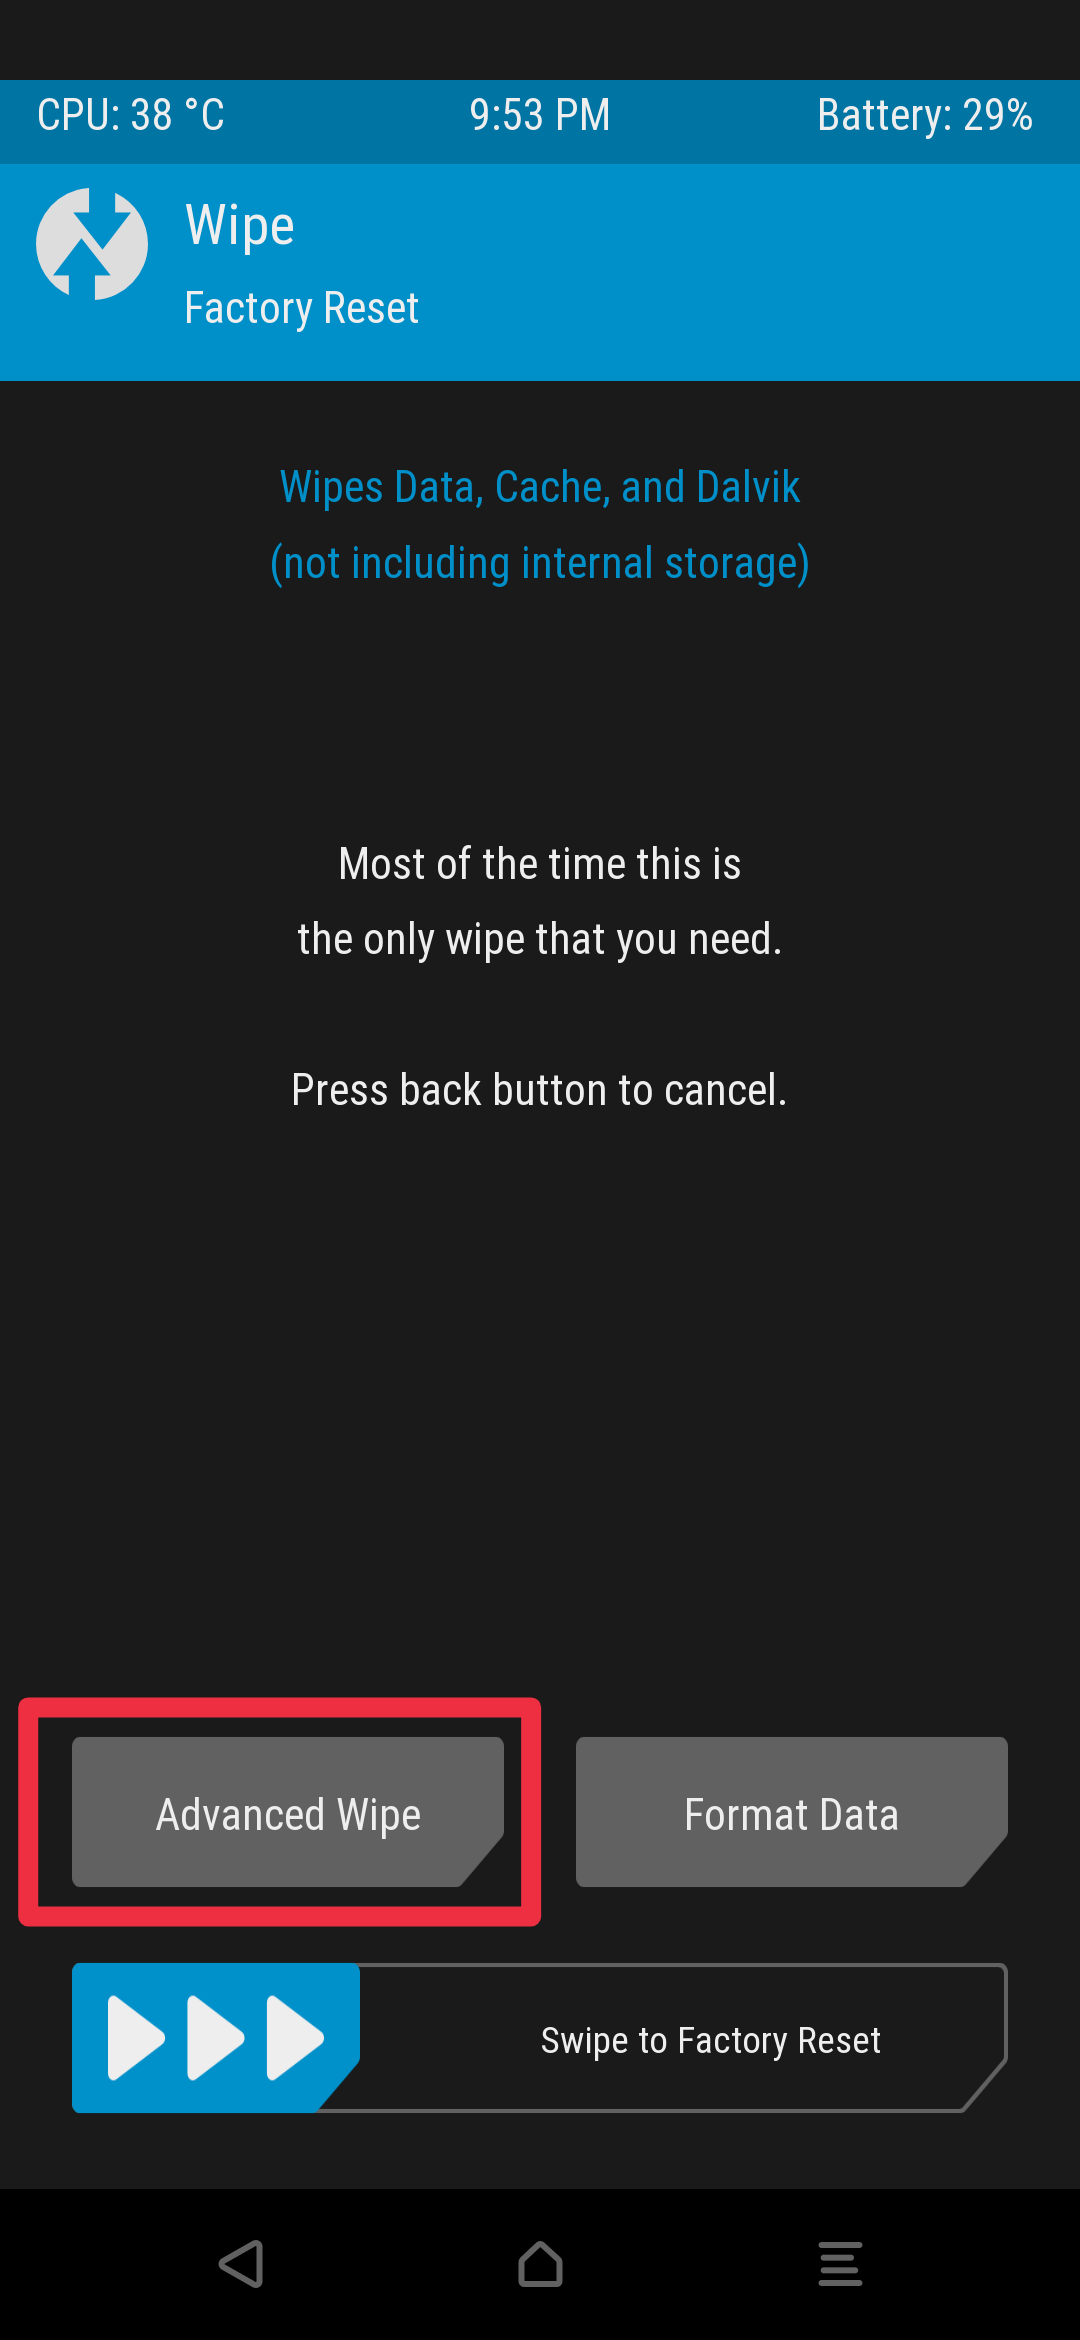 CPU: 38 °C 9:53 PM Battery: 29%
Wipe
Factory Reset
Wipes Data, Cache, and Dalvik
(not including internal storage)
Most of the time this is
the only wipe that you need.
Press back button to cancel.
Advanced Wipe Format Data
Swipe to Factory Reset